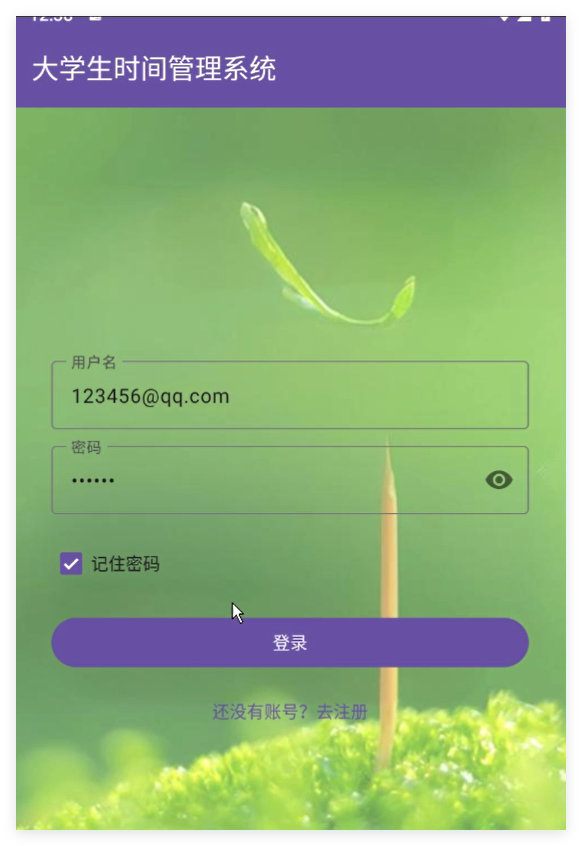 大学生时间管理系统
用户名
123456@qq.com
密码
••••••
记住密码
登录
还没有账号？去注册